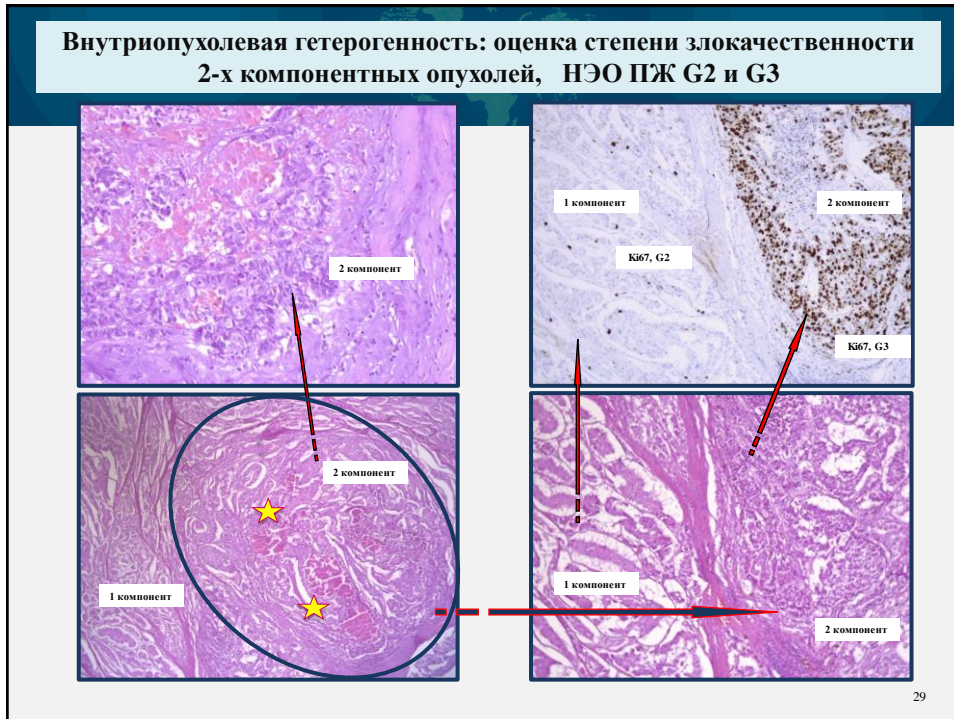 Внутриопухолевая гетерогенность: оценка степени злокачественности
2-х компонентных опухолей, НЭО ПЖ G2 и G3
2 компонент
1 компонент
2 компонент
Ki67, G2
Ki67, G3
2 компонент
1 компонент
1 компонент
2 компонент
29